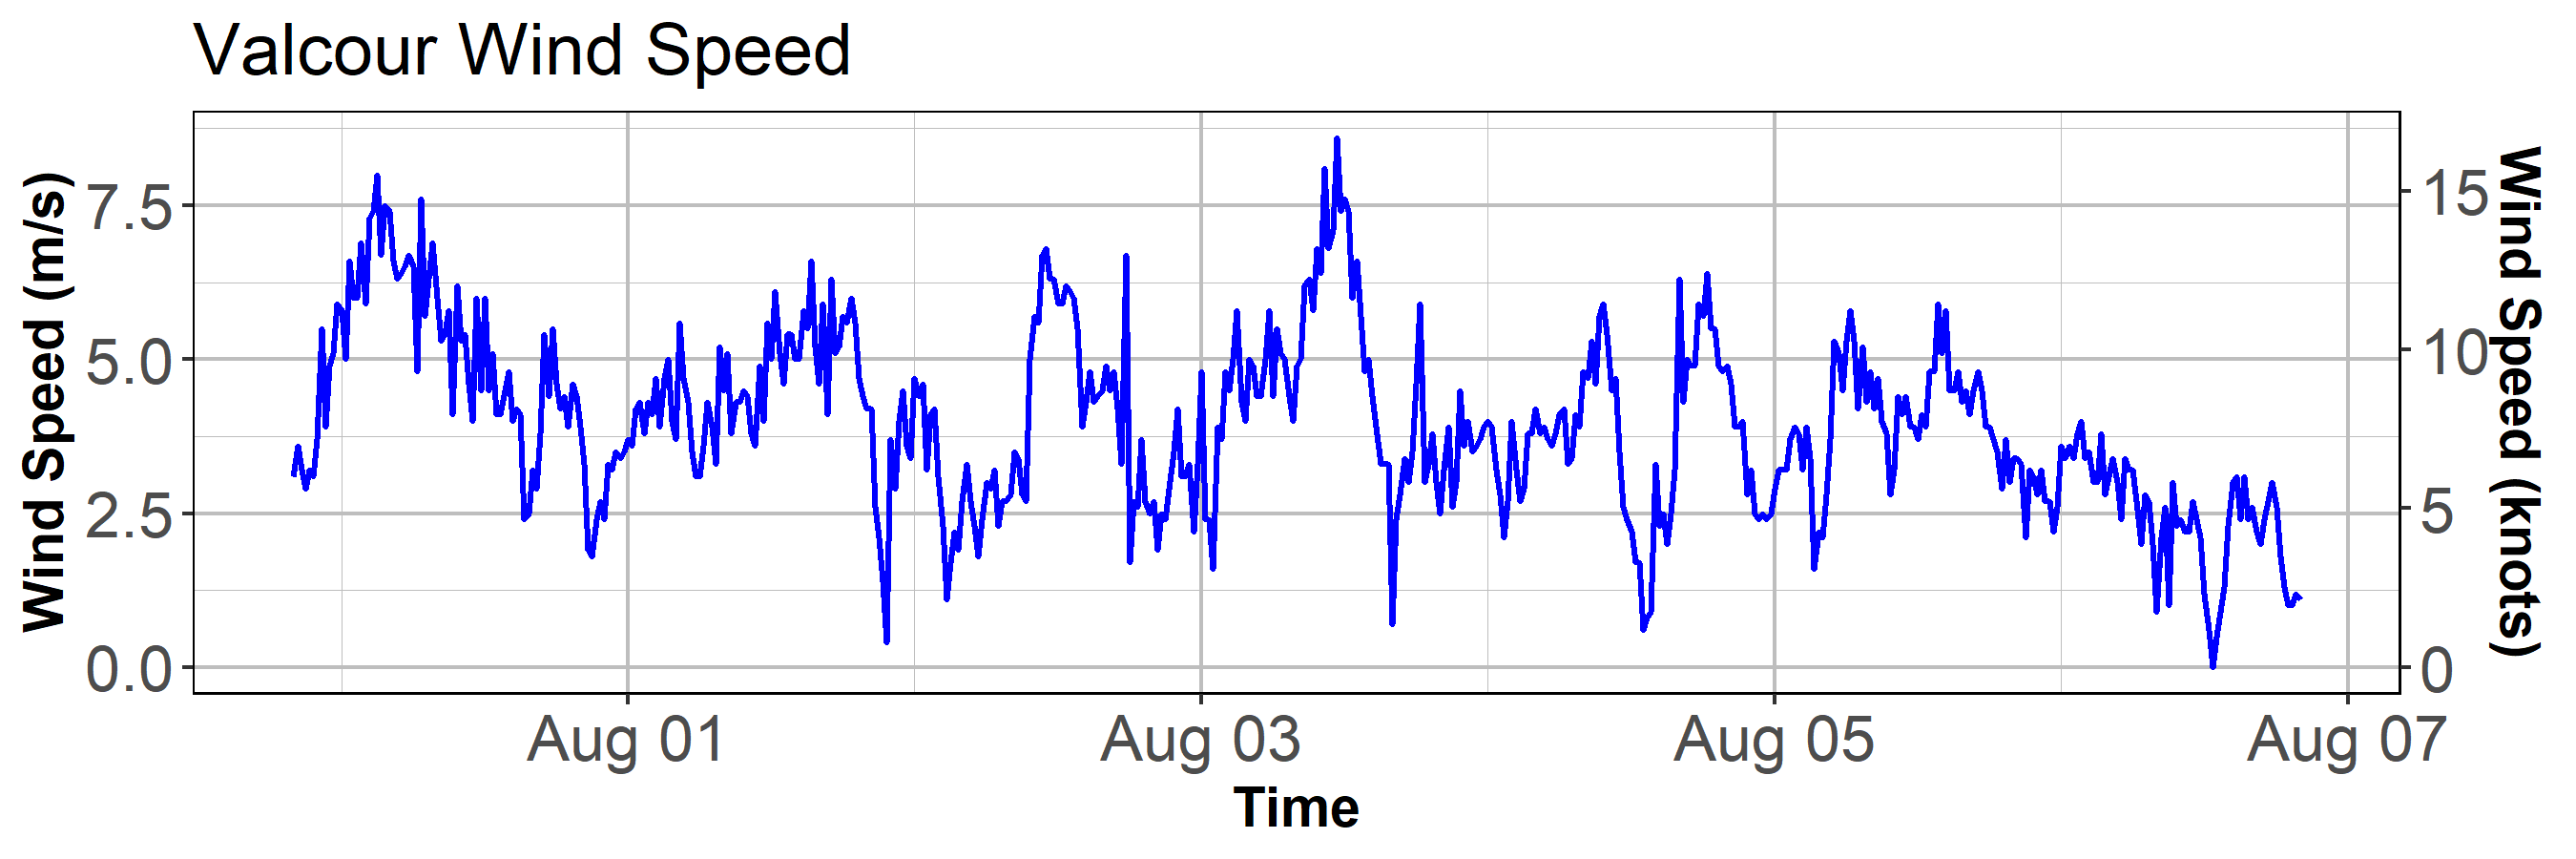 Valcour Wind Speed
Wind Speed (m/s)
7.5
5.0
2.5
0.0
15
10
5
0
Wind Speed (knots)
Aug 01 Aug 03 Aug 05 Aug 07
Time